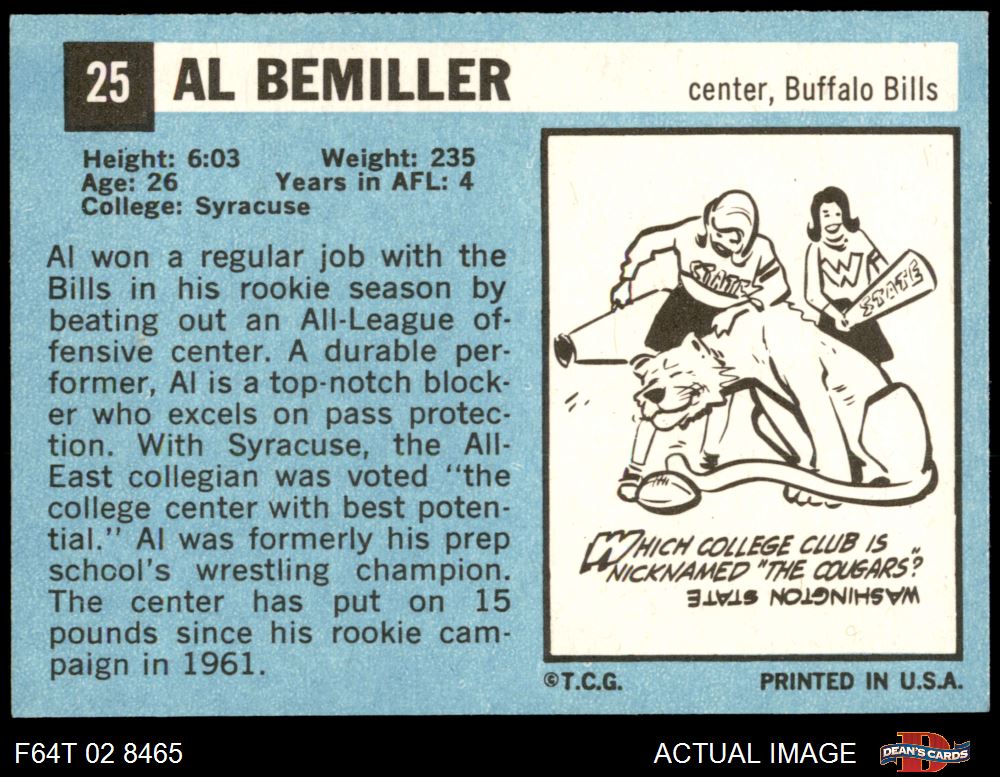 25 AL BEMILLER
center, Buffalo Bills
Height: 6:03 Weight: 235
Age: 26 Years in AFL: 4
College: Syracuse
Al won a regular job with the
Bills in his rookie season by
beating out an All-League of-
fensive center. A durable per-
former, Al is a top-notch block-
er who excels on pass protec-
tion. With Syracuse, the All-
East collegian was voted "the
college center with best poten-
tial." Al was formerly his prep
school's wrestling champion.
The center has put on 15
pounds since his rookie cam-
paign in 1961.
STATE
W
STATE
WHICH COLLEGE CLUB IS
NICKNAMED "THE COUGARS"?
WASHINGTON STATE
©T.C.G. PRINTED IN U.S.A.
F64T 02 8465
ACTUAL IMAGE
D
DEAN'S CARDS